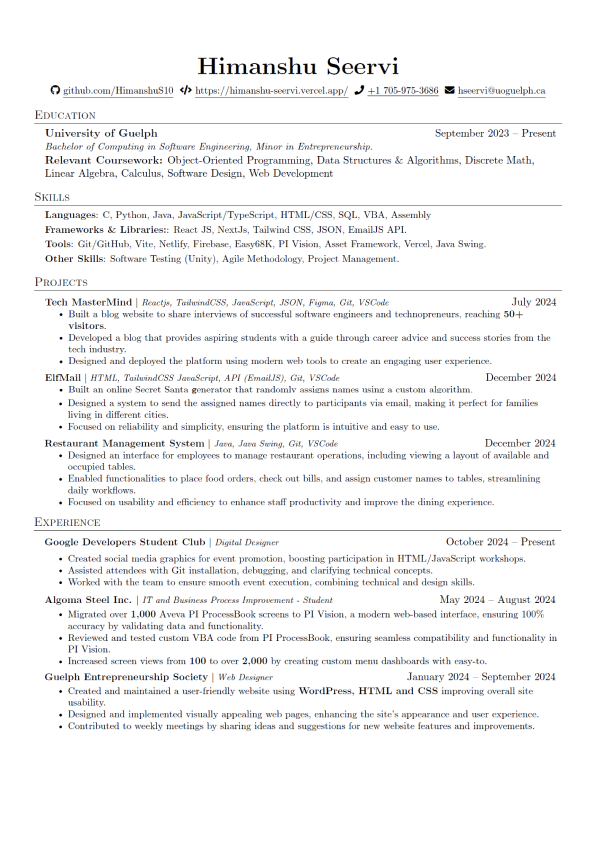 Himanshu Seervi
github.com/HimanshuS10 https://himanshu-seervi.vercel.app/ +1 705-975-3686 hseervi@uoguelph.ca
Education
University of Guelph September 2023 – Present
Bachelor of Computing in Software Engineering, Minor in Entrepreneurship.
Relevant Coursework: Object-Oriented Programming, Data Structures & Algorithms, Discrete Math,
Linear Algebra, Calculus, Software Design, Web Development
Skills
Languages: C, Python, Java, JavaScript/TypeScript, HTML/CSS, SQL, VBA, Assembly
Frameworks & Libraries:: React JS, NextJs, Tailwind CSS, JSON, EmailJS API.
Tools: Git/GitHub, Vite, Netlify, Firebase, Easy68K, PI Vision, Asset Framework, Vercel, Java Swing.
Other Skills: Software Testing (Unity), Agile Methodology, Project Management.
Projects
Tech MasterMind | Reactjs, TailwindCSS, JavaScript, JSON, Figma, Git, VSCode July 2024
• Built a blog website to share interviews of successful software engineers and technopreneurs, reaching 50+
visitors.
• Developed a blog that provides aspiring students with a guide through career advice and success stories from the
tech industry.
• Designed and deployed the platform using modern web tools to create an engaging user experience.
ElfMail | HTML, TailwindCSS JavaScript, API (EmailJS), Git, VSCode December 2024
• Built an online Secret Santa generator that randomly assigns names using a custom algorithm.
• Designed a system to send the assigned names directly to participants via email, making it perfect for families
living in different cities.
• Focused on reliability and simplicity, ensuring the platform is intuitive and easy to use.
Restaurant Management System | Java, Java Swing, Git, VSCode December 2024
• Designed an interface for employees to manage restaurant operations, including viewing a layout of available and
occupied tables.
• Enabled functionalities to place food orders, check out bills, and assign customer names to tables, streamlining
daily workflows.
• Focused on usability and efficiency to enhance staff productivity and improve the dining experience.
Experience
Google Developers Student Club | Digital Designer October 2024 – Present
• Created social media graphics for event promotion, boosting participation in HTML/JavaScript workshops.
• Assisted attendees with Git installation, debugging, and clarifying technical concepts.
• Worked with the team to ensure smooth event execution, combining technical and design skills.
Algoma Steel Inc. | IT and Business Process Improvement - Student May 2024 – August 2024
• Migrated over 1,000 Aveva PI ProcessBook screens to PI Vision, a modern web-based interface, ensuring 100%
accuracy by validating data and functionality.
• Reviewed and tested custom VBA code from PI ProcessBook, ensuring seamless compatibility and functionality in
PI Vision.
• Increased screen views from 100 to over 2,000 by creating custom menu dashboards with easy-to.
Guelph Entrepreneurship Society | Web Designer January 2024 – September 2024
• Created and maintained a user-friendly website using WordPress, HTML and CSS improving overall site
usability.
• Designed and implemented visually appealing web pages, enhancing the site's appearance and user experience.
• Contributed to weekly meetings by sharing ideas and suggestions for new website features and improvements.